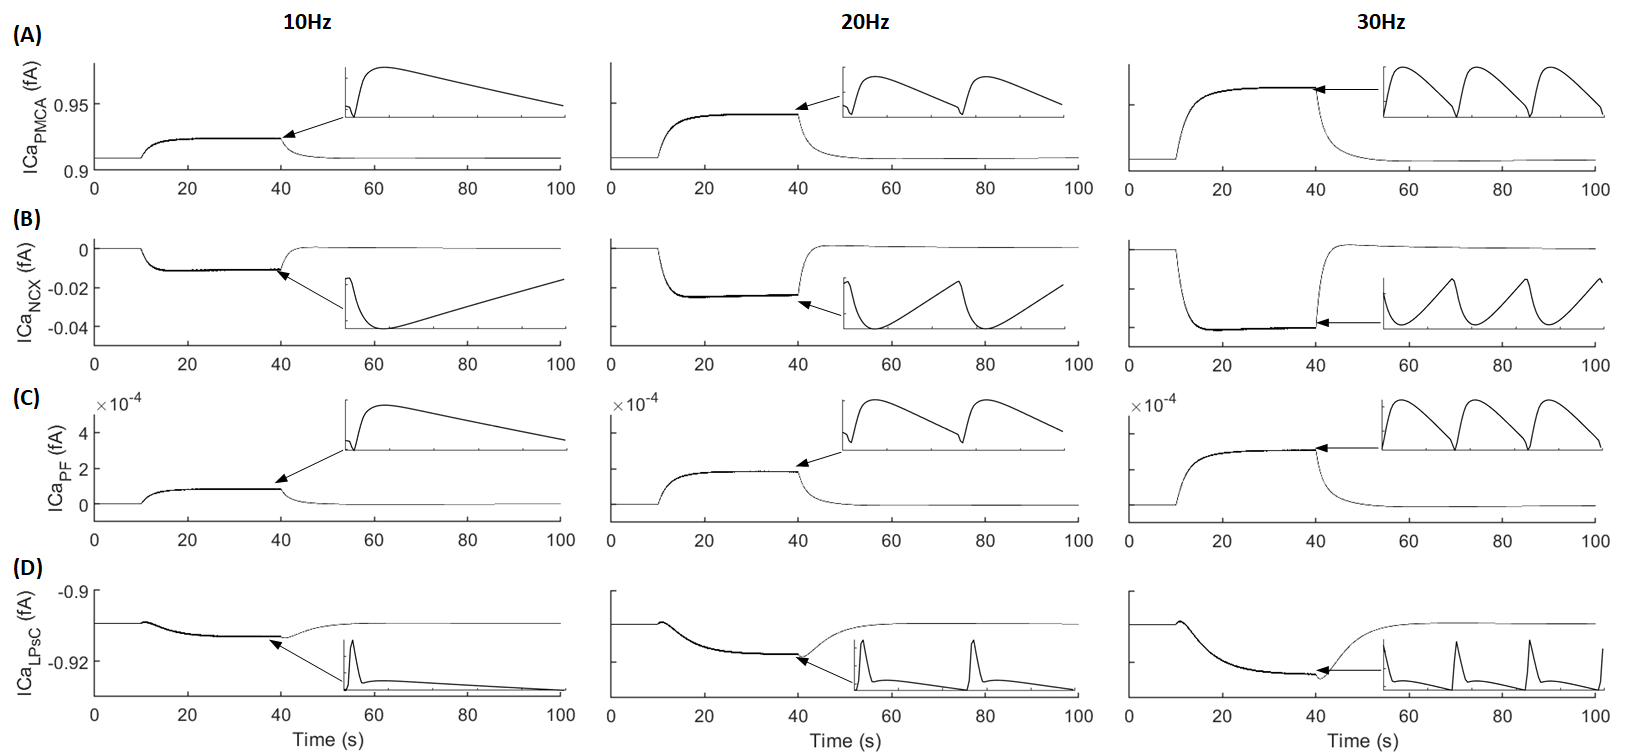 10Hz 20Hz 30Hz
(A)
ICaPMCA (fA)
0.95
0.9
0 20 40 60 80 100 0 20 40 60 80 100 0 20 40 60 80 100
(B)
ICaNCX (fA)
0
-0.02
-0.04
0 20 40 60 80 100 0 20 40 60 80 100 0 20 40 60 80 100
(C)
×10-4 ×10-4 ×10-4
ICaPF (fA)
4
2
0
0 20 40 60 80 100 0 20 40 60 80 100 0 20 40 60 80 100
(D)
ICaLPsC (fA)
-0.9
-0.92
0 20 40 60 80 100 0 20 40 60 80 100 0 20 40 60 80 100
Time (s) Time (s) Time (s)